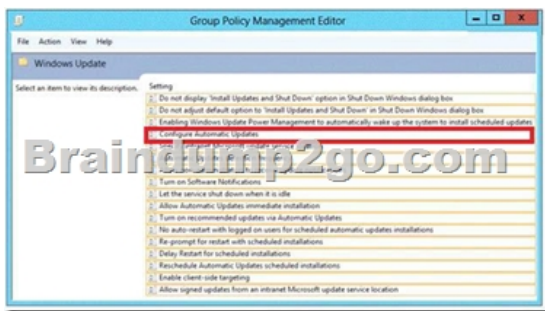 Group Policy Management Editor
File Action View Help
Windows Update
Select an item to view its description.
Setting
Do not display 'Install Updates and Shut Down' option in Shut Down Windows dialog box
Do not adjust default option to 'Install Updates and Shut Down' in Shut Down Windows dialog box
Enabling Windows Update Power Management to automatically wake up the system to install scheduled updates
Configure Automatic Updates
Microsoft update service
Braindump2go.com
Turn on Software Notifications
Let the service shut down when it is idle
Allow Automatic Updates immediate installation
Turn on recommended updates via Automatic Updates
No auto-restart with logged on users for scheduled automatic updates installations
Re-prompt for restart with scheduled installations
Delay Restart for scheduled installations
Reschedule Automatic Updates scheduled installations
Enable client-side targeting
Allow signed updates from an intranet Microsoft update service location